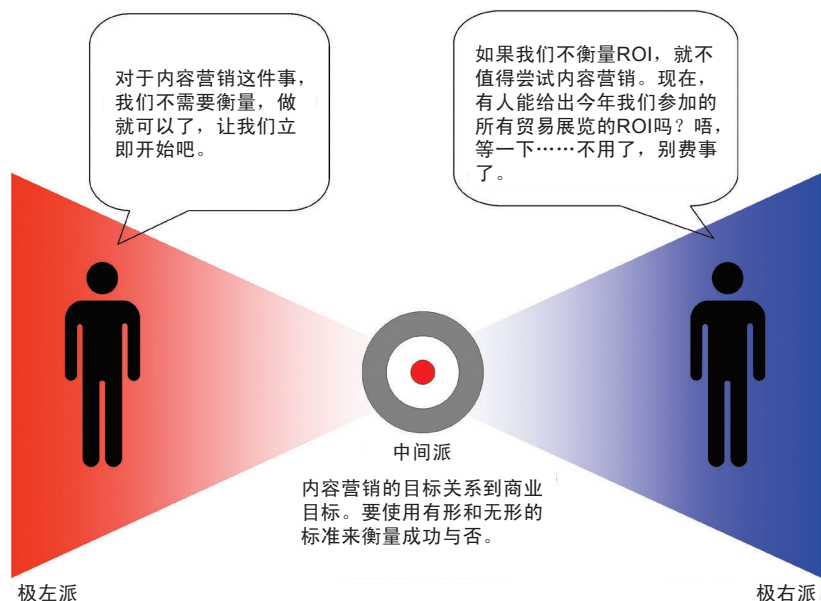 对于内容营销这件事，
我们不需要衡量，做
就可以了，让我们立
即开始吧。
如果我们不衡量ROI，就不
值得尝试内容营销。现在，
有人能给出今年我们参加的
所有贸易展览的ROI吗？唔，
等一下……不用了，别费事
了。
中间派
内容营销的目标关系到商业
目标。要使用有形和无形的
标准来衡量成功与否。
极左派
极右派